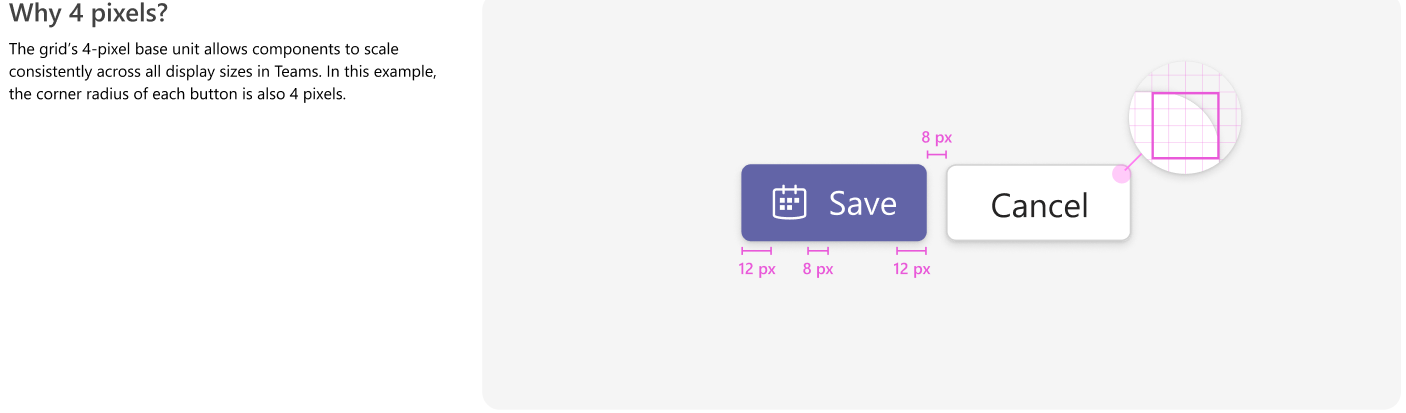 Why 4 pixels?
The grid’s 4-pixel base unit allows components to scale
consistently across all display sizes in Teams. In this example,
the corner radius of each button is also 4 pixels.
8 px
Save
Cancel
12 px
8 px
12 px